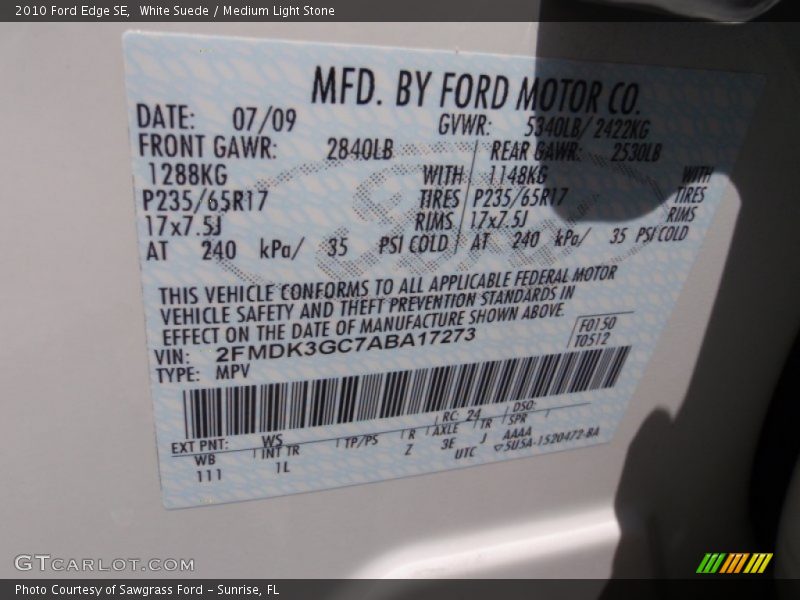 2010 Ford Edge SE,  White Suede / Medium Light Stone
MFD. BY FORD MOTOR CO.
DATE: 07/09 GVWR: 5340LB/ 2422KG
FRONT GAWR: 2840LB REAR GAWR: 2530LB
1288KG WITH 1148KG WITH
P235/65R17 TIRES P235/65R17 TIRES
17x7.5J RIMS 17x7.5J RIMS
AT 240 kPa/ 35 PSI COLD AT 240 kPa/ 35 PSI COLD
THIS VEHICLE CONFORMS TO ALL APPLICABLE FEDERAL MOTOR
VEHICLE SAFETY AND THEFT PREVENTION STANDARDS IN
EFFECT ON THE DATE OF MANUFACTURE SHOWN ABOVE
VIN: 2FMDK3GC7ABA17273 F0150
TYPE: MPV T0512
EXT PNT: WS RC: 24 DSO:
WB INT TR TP/PS R AXLE TR SPR
111 1L Z 3E J AAAA
UTC ▽5USA-1520472-BA
GTCARLOT.COM
Photo Courtesy of Sawgrass Ford - Sunrise, FL